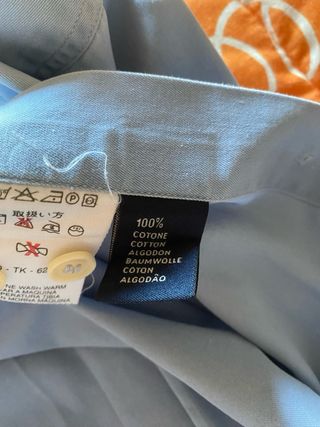 取扱い方
- TK - 62
NE WASH WARM
AR A MAQUINA
MPERATURA TIBIA
N MORNA MAQUINA
100%
COTONE
COTTON
ALGODON
BAUMWOLLE
COTON
ALGODÃO